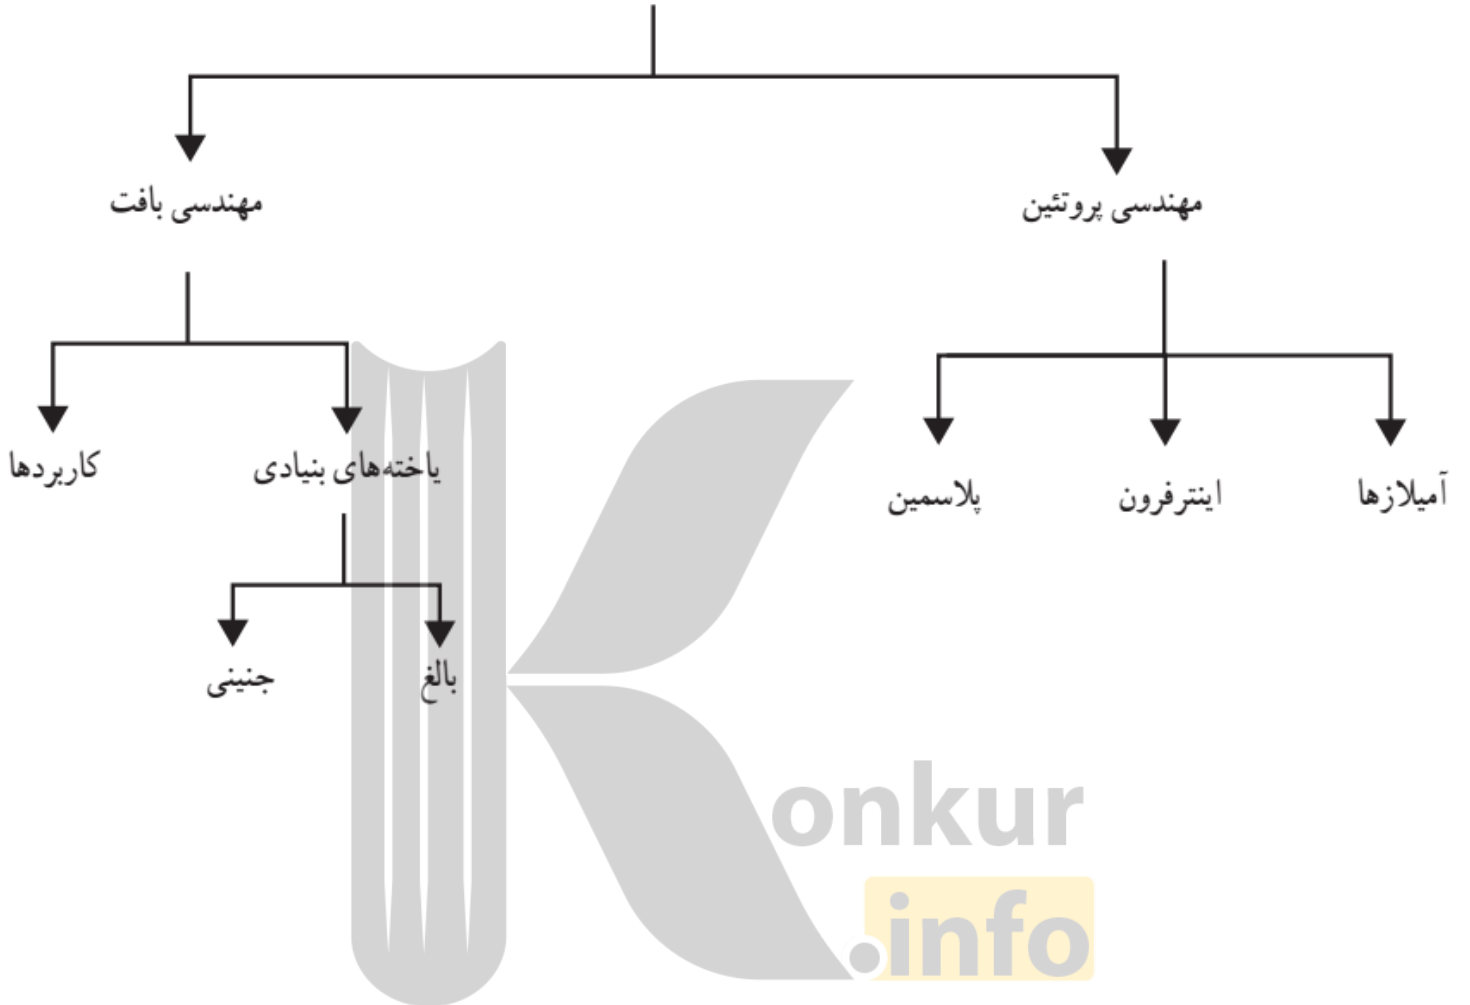 مهندسی پروتئین
مهندسی بافت
آمیلازها
اینترفرون
پلاسمین
یاخته‌های بنیادی
کاربردها
بالغ
جنینی
Konkur
.info